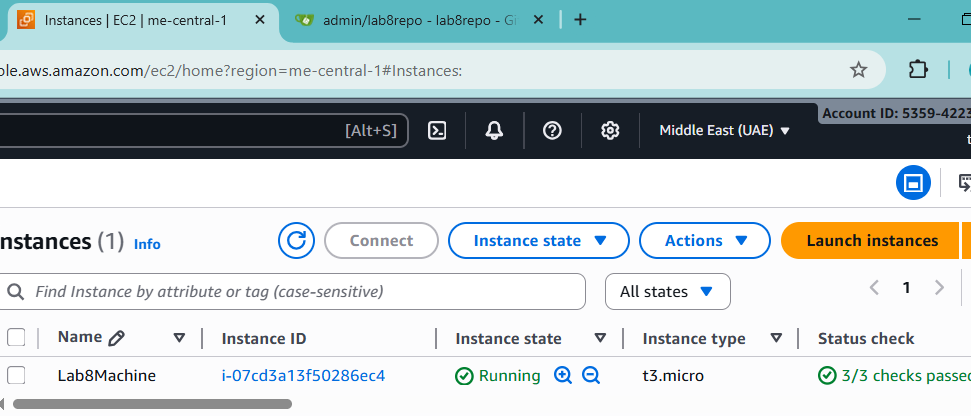 Instances | EC2 | me-central-1
admin/lab8repo - lab8repo - Gi
ole.aws.amazon.com/ec2/home?region=me-central-1#Instances:
[Alt+S]
Middle East (UAE)
Account ID: 5359-4223
t
nstances (1) Info
Connect
Instance state
Actions
Launch instances
Find Instance by attribute or tag (case-sensitive)
All states
1
Name Instance ID Instance state Instance type Status check
Lab8Machine i-07cd3a13f50286ec4 Running t3.micro 3/3 checks passed